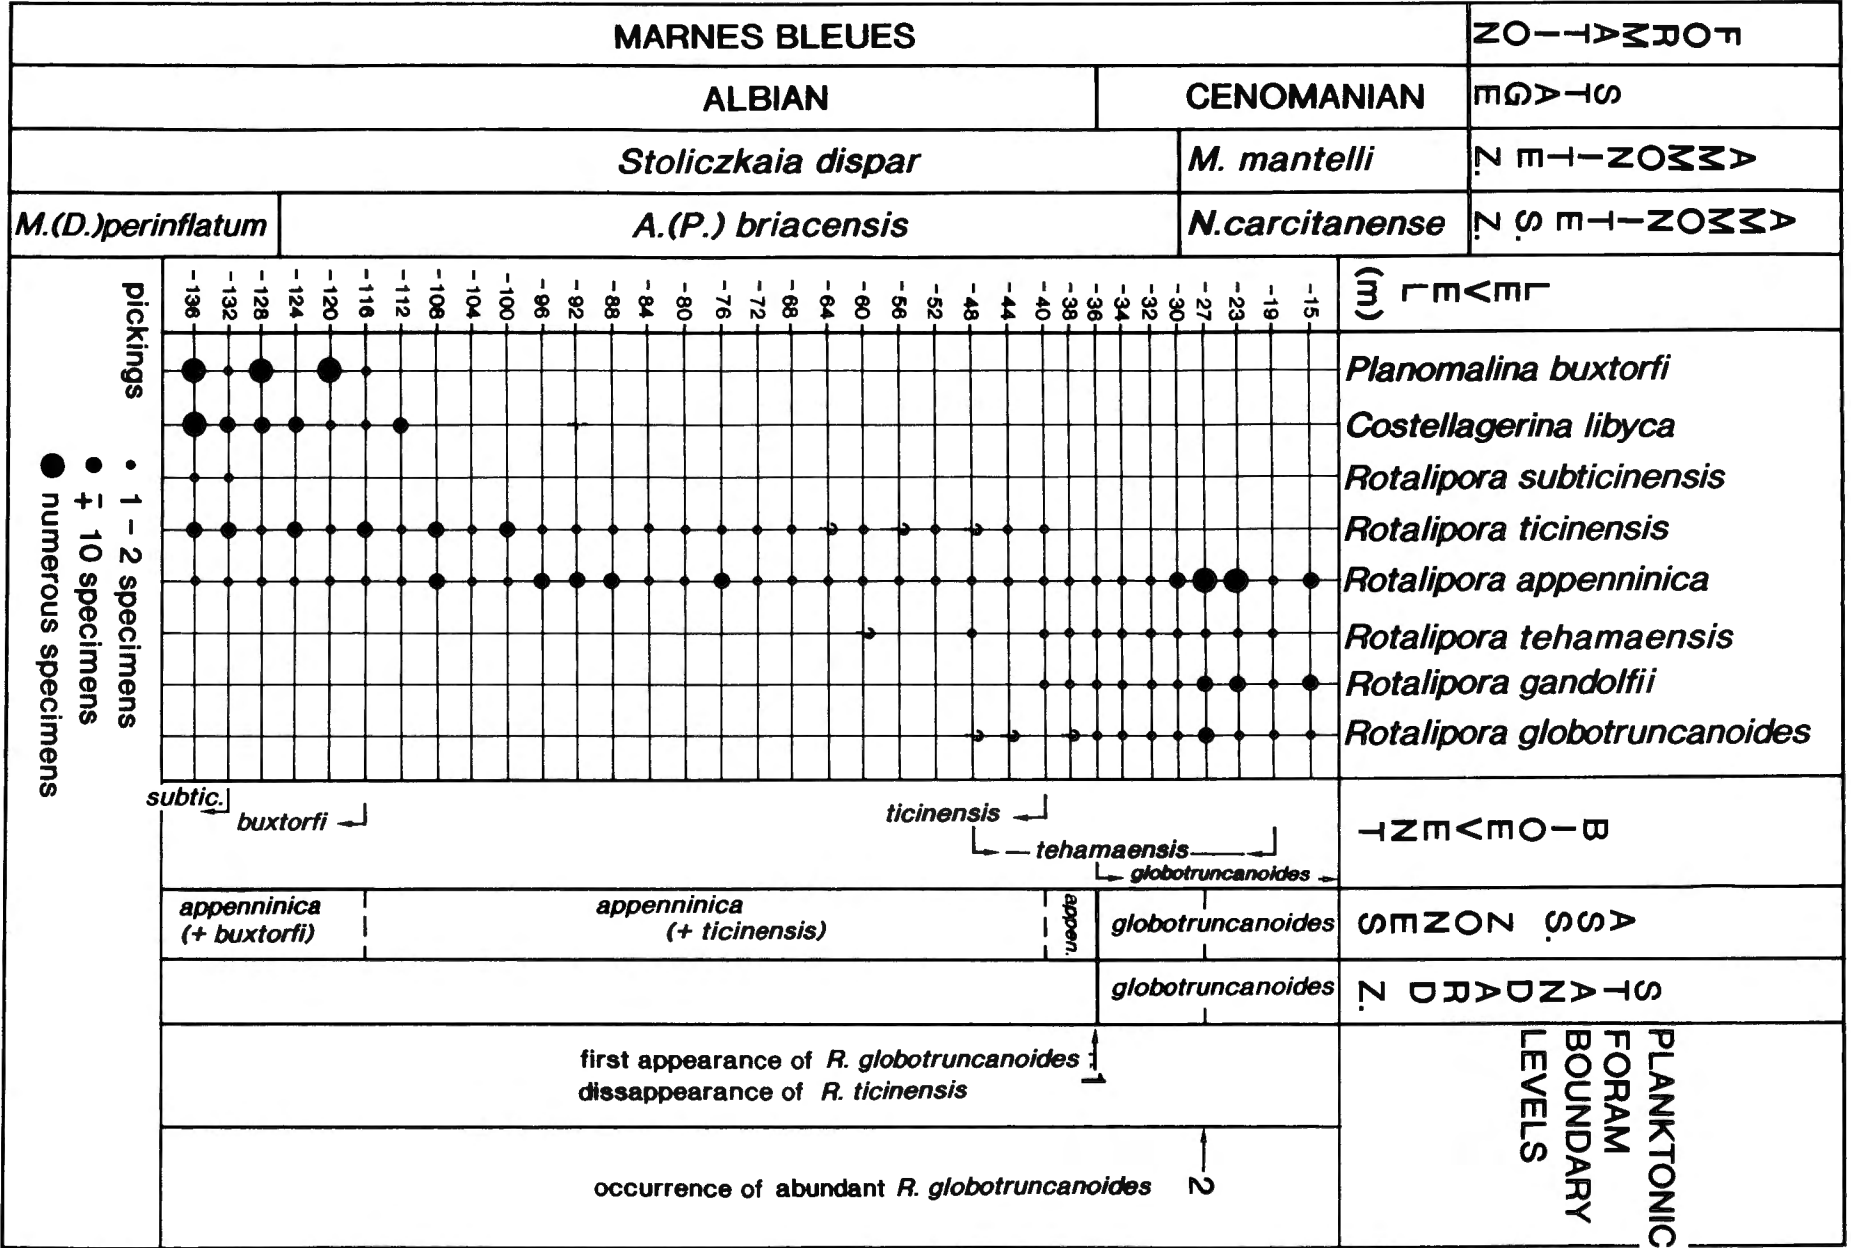 MARNES BLEUES
FORMATION
ALBIAN
CENOMANIAN
STAGE
Stoliczkaia dispar
M. mantelli
AMMONITE Z.
M.(D.)perinflatum
A.(P.) briacensis
N.carcitanense
AMMONITE S. Z.
pickings
• 1 - 2 specimens
● ± 10 specimens
● numerous specimens
-136
-132
-128
-124
-120
-116
-112
-108
-104
-100
-96
-92
-88
-84
-80
-76
-72
-68
-64
-60
-56
-52
-48
-44
-40
-38
-36
-34
-32
-30
-27
-23
-19
-15
LEVEL
(m)
Planomalina buxtorfi
Costellagerina libyca
Rotalipora subticinensis
Rotalipora ticinensis
Rotalipora appenninica
Rotalipora tehamaensis
Rotalipora gandolfii
Rotalipora globotruncanoides
subtic.
buxtorfi
ticinensis
tehamaensis
globotruncanoides
BIOEVENT
appenninica
(+ buxtorfi)
appenninica
(+ ticinensis)
appen.
globotruncanoides
ASS. ZONES
globotruncanoides
STANDARD Z.
first appearance of R. globotruncanoides
dissappearance of R. ticinensis
1
occurrence of abundant R. globotruncanoides
2
PLANKTONIC
FORAM
BOUNDARY
LEVELS